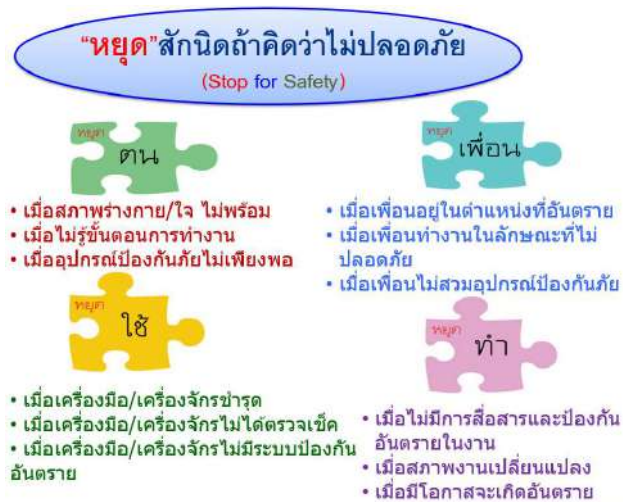 “หยุด”สักนิดถ้าคิดว่าไม่ปลอดภัย
(Stop for Safety)
หยุด
ตน
• เมื่อสภาพร่างกาย/ใจ ไม่พร้อม
• เมื่อไม่รู้ขั้นตอนการทำงาน
• เมื่ออุปกรณ์ป้องกันภัยไม่เพียงพอ
หยุด
เพื่อน
• เมื่อเพื่อนอยู่ในตำแหน่งที่อันตราย
• เมื่อเพื่อนทำงานในลักษณะที่ไม่
ปลอดภัย
• เมื่อเพื่อนไม่สวมอุปกรณ์ป้องกันภัย
หยุด
ใช้
• เมื่อเครื่องมือ/เครื่องจักรชำรุด
• เมื่อเครื่องมือ/เครื่องจักรไม่ได้ตรวจเช็ค
• เมื่อเครื่องมือ/เครื่องจักรไม่มีระบบป้องกัน
อันตราย
หยุด
ทำ
• เมื่อไม่มีการสื่อสารและป้องกัน
อันตรายในงาน
• เมื่อสภาพงานเปลี่ยนแปลง
• เมื่อมีโอกาสจะเกิดอันตราย